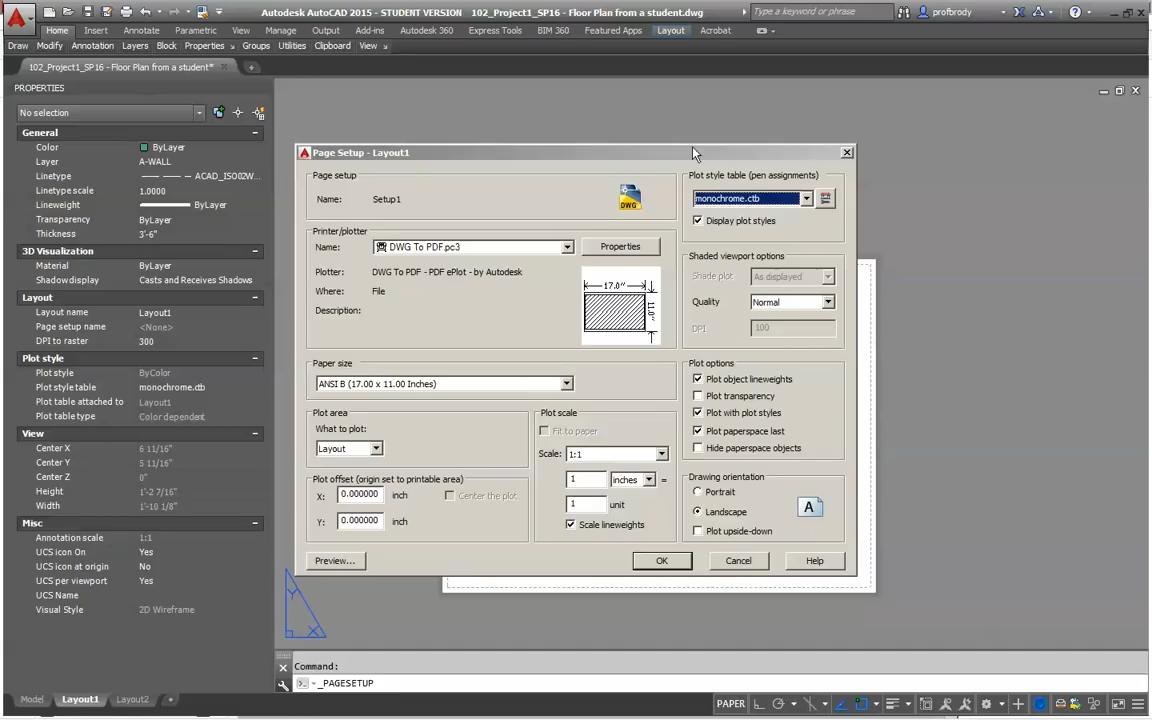 Autodesk AutoCAD 2015 - STUDENT VERSION 102_Project1_SP16 - Floor Plan from a student.dwg
Type a keyword or phrase
profbrody
Home Insert Annotate Parametric View Manage Output Add-ins Autodesk 360 Express Tools BIM 360 Featured Apps Layout Acrobat
Draw Modify Annotation Layers Block Properties Groups Utilities Clipboard View
102_Project1_SP16 - Floor Plan from a student*
PROPERTIES
No selection
General
Color ByLayer
Layer A-WALL
Linetype ACAD_ISO02W...
Linetype scale 1.0000
Lineweight ByLayer
Transparency ByLayer
Thickness 3'-6"
3D Visualization
Material ByLayer
Shadow display Casts and Receives Shadows
Layout
Layout name Layout1
Page setup name <None>
DPI to raster 300
Plot style
Plot style ByColor
Plot style table monochrome.ctb
Plot table attached to Layout1
Plot table type Color dependent
View
Center X 6 11/16"
Center Y 5 11/16"
Center Z 0"
Height 1'-2 7/16"
Width 1'-10 1/8"
Misc
Annotation scale 1:1
UCS icon On Yes
UCS icon at origin No
UCS per viewport Yes
UCS Name
Visual Style 2D Wireframe
Page Setup - Layout1
Page setup
Name: Setup1
DWG
Printer/plotter
Name: DWG To PDF.pc3
Properties
Plotter: DWG To PDF - PDF ePlot - by Autodesk
Where: File
Description:
17.0"
11.0"
Paper size
ANSI B (17.00 x 11.00 Inches)
Plot area
What to plot:
Layout
Plot offset (origin set to printable area)
X: 0.000000 inch
Center the plot
Y: 0.000000 inch
Plot scale
Fit to paper
Scale: 1:1
1 inches =
1 unit
Scale lineweights
Plot style table (pen assignments)
monochrome.ctb
Display plot styles
Shaded viewport options
Shade plot As displayed
Quality Normal
DPI 100
Plot options
Plot object lineweights
Plot transparency
Plot with plot styles
Plot paperspace last
Hide paperspace objects
Drawing orientation
Portrait
Landscape
A
Plot upside-down
Preview... OK Cancel Help
Y
X
Command:
_PAGESETUP
Model Layout1 Layout2
PAPER